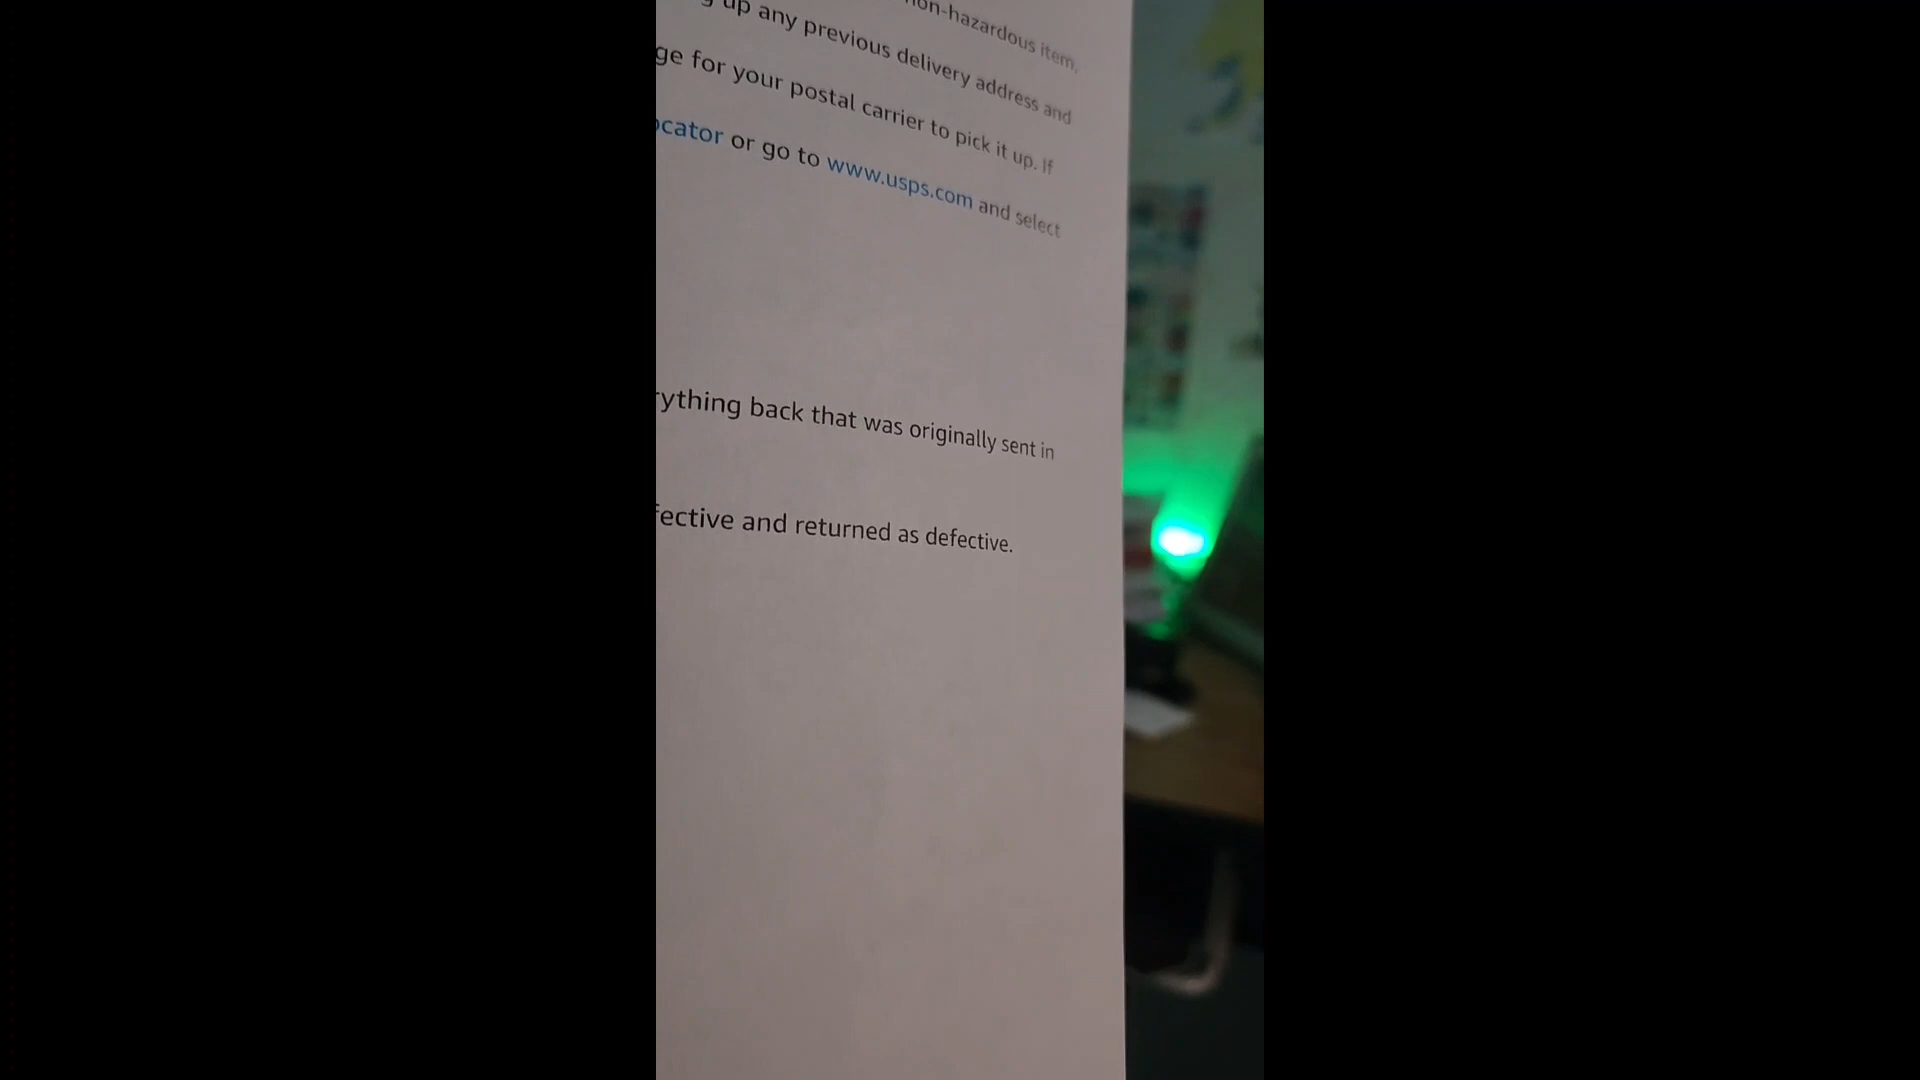 non-hazardous item,
up any previous delivery address and
ge for your postal carrier to pick it up. If
ocator or go to www.usps.com and select
rything back that was originally sent in
fective and returned as defective.